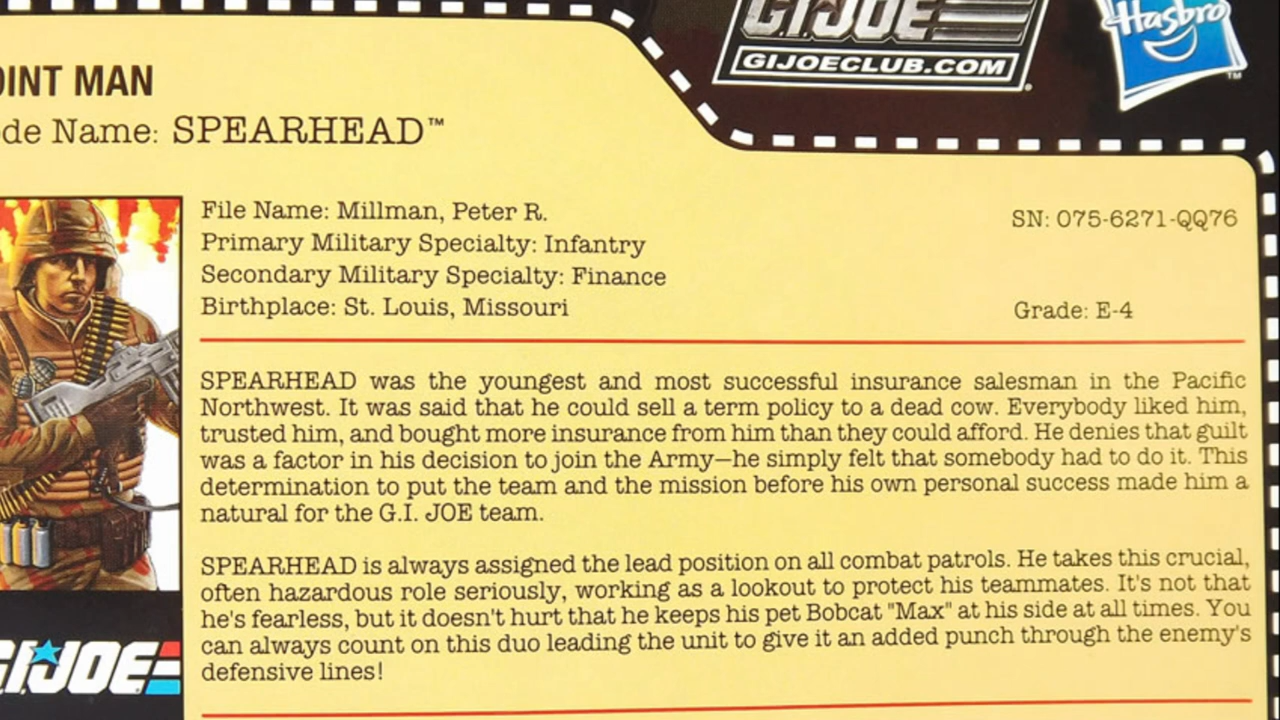 G.I. JOE
GIJOECLUB.COM
Hasbro
™
OINT MAN
ode Name: SPEARHEAD™
File Name: Millman, Peter R.
SN: 075-6271-QQ76
Primary Military Specialty: Infantry
Secondary Military Specialty: Finance
Birthplace: St. Louis, Missouri
Grade: E-4
SPEARHEAD was the youngest and most successful insurance salesman in the Pacific
Northwest. It was said that he could sell a term policy to a dead cow. Everybody liked him,
trusted him, and bought more insurance from him than they could afford. He denies that guilt
was a factor in his decision to join the Army—he simply felt that somebody had to do it. This
determination to put the team and the mission before his own personal success made him a
natural for the G.I. JOE team.
SPEARHEAD is always assigned the lead position on all combat patrols. He takes this crucial,
often hazardous role seriously, working as a lookout to protect his teammates. It's not that
he's fearless, but it doesn't hurt that he keeps his pet Bobcat "Max" at his side at all times. You
can always count on this duo leading the unit to give it an added punch through the enemy's
defensive lines!
GI JOE